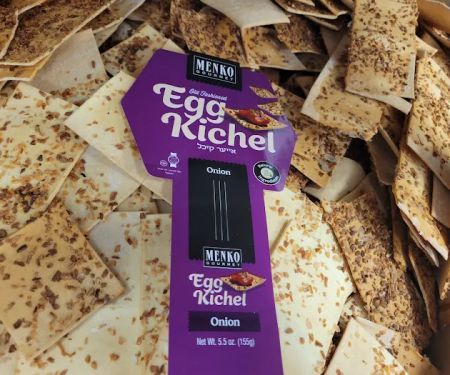 MENKO
GOURMET
Old Fashioned
Egg
Kichel
אייער קיכל
Onion
MENKO
GOURMET
Egg
Kichel
Onion
Net Wt. 5.5 oz. (155g)